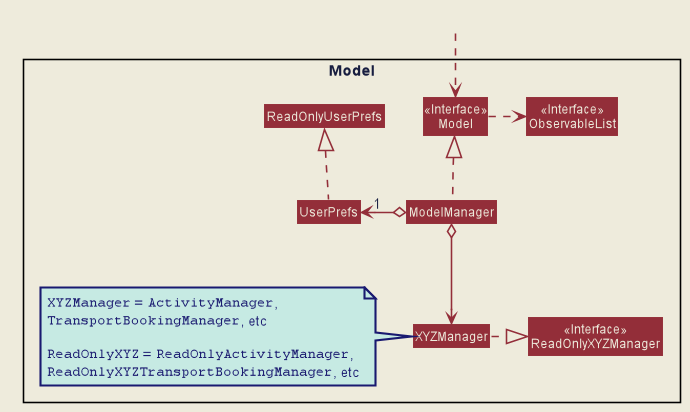 Model
«Interface»
Model
«Interface»
ObservableList
ReadOnlyUserPrefs
UserPrefs
1
ModelManager
XYZManager = ActivityManager,
TransportBookingManager, etc
ReadOnlyXYZ = ReadOnlyActivityManager,
ReadOnlyXYZTransportBookingManager, etc
XYZManager
«Interface»
ReadOnlyXYZManager